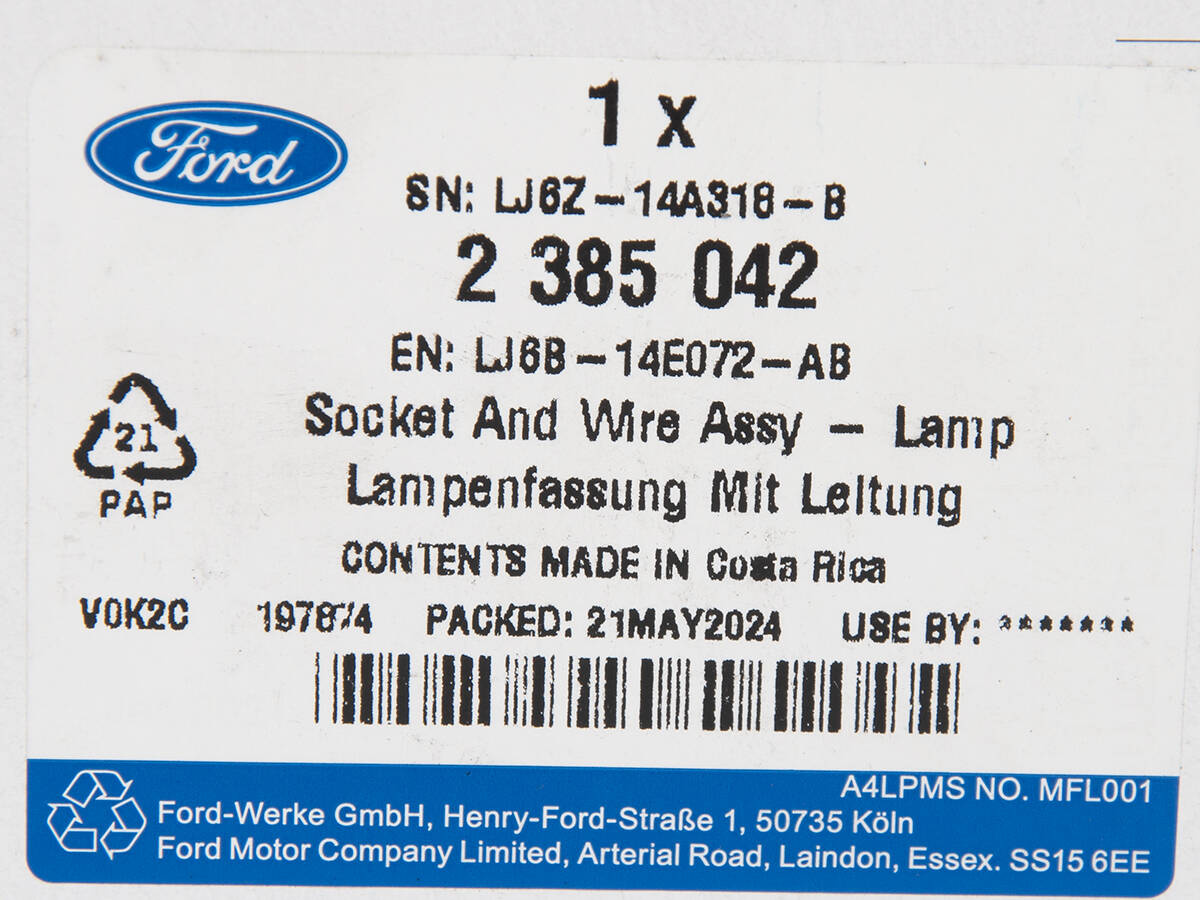 Ford
1 x
SN: LJ6Z-14A318-B
2 385 042
EN: LJ6B-14E072-AB
Socket And Wire Assy - Lamp
Lampenfassung Mit Leitung
21
PAP
CONTENTS MADE IN Costa Rica
V0K2C 197874 PACKED: 21MAY2024 USE BY: *******
A4LPMS NO. MFL001
Ford-Werke GmbH, Henry-Ford-Straße 1, 50735 Köln
Ford Motor Company Limited, Arterial Road, Laindon, Essex. SS15 6EE